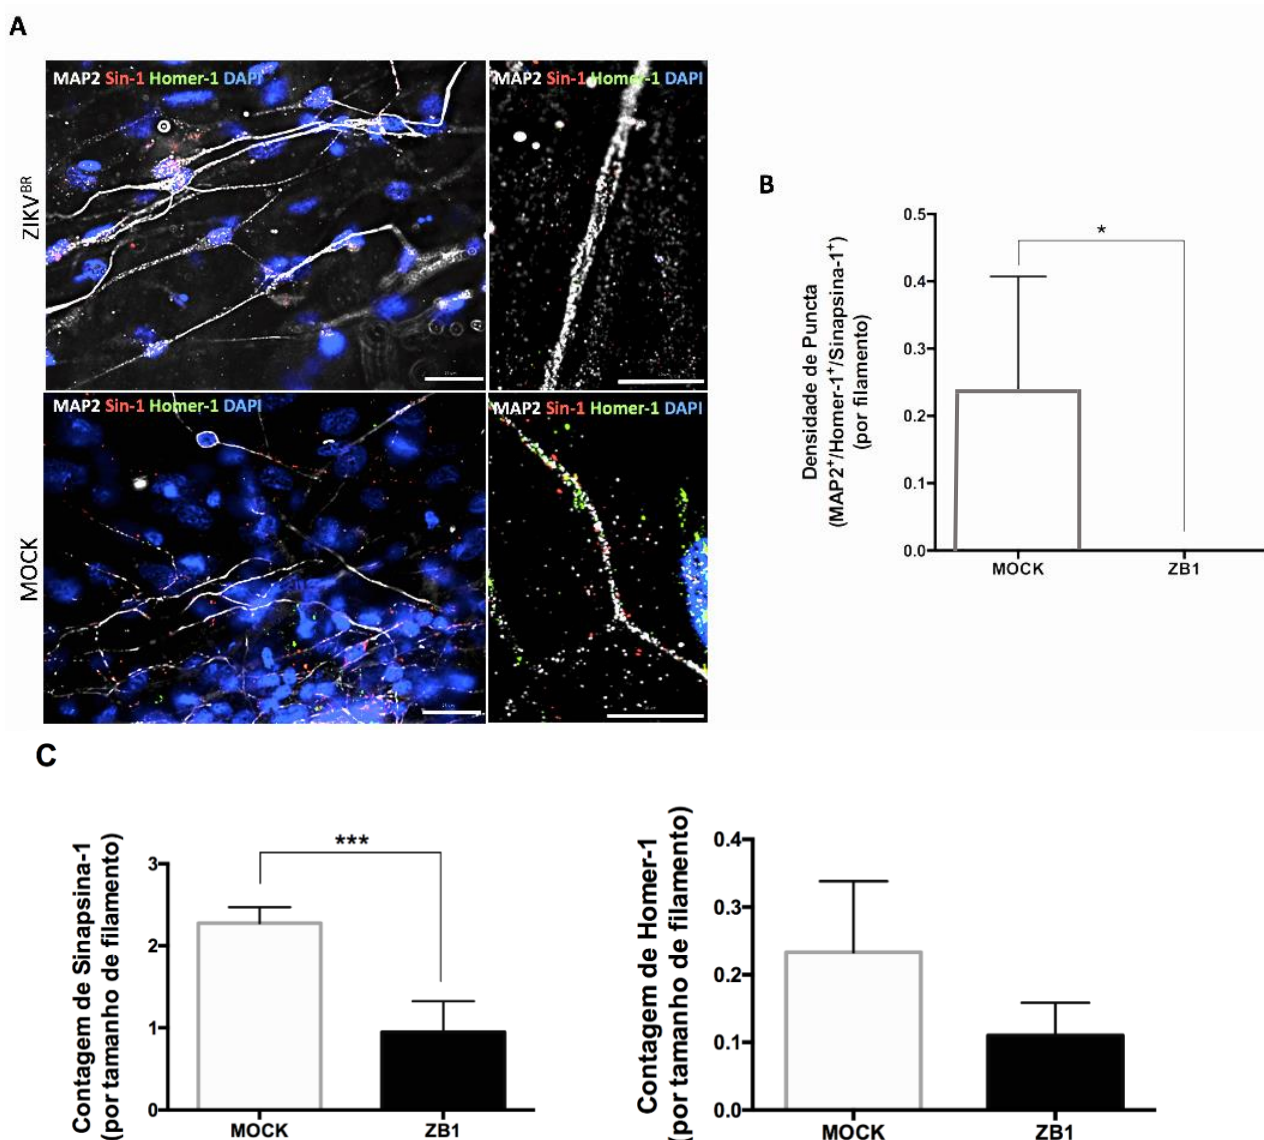 A
MAP2 Sin-1 Homer-1 DAPI
MAP2 Sin-1 Homer-1 DAPI
ZIKVᴮᴿ
MAP2 Sin-1 Homer-1 DAPI
MAP2 Sin-1 Homer-1 DAPI
MOCK
B
Densidade de Puncta
(MAP2⁺/Homer-1⁺/Sinapsina-1⁺)
(por filamento)
0.5
0.4
0.3
0.2
0.1
0.0
*
MOCK
ZB1
C
Contagem de Sinapsina-1
(por tamanho de filamento)
3
2
1
0
***
MOCK
ZB1
Contagem de Homer-1
(por tamanho de filamento)
0.4
0.3
0.2
0.1
0.0
MOCK
ZB1